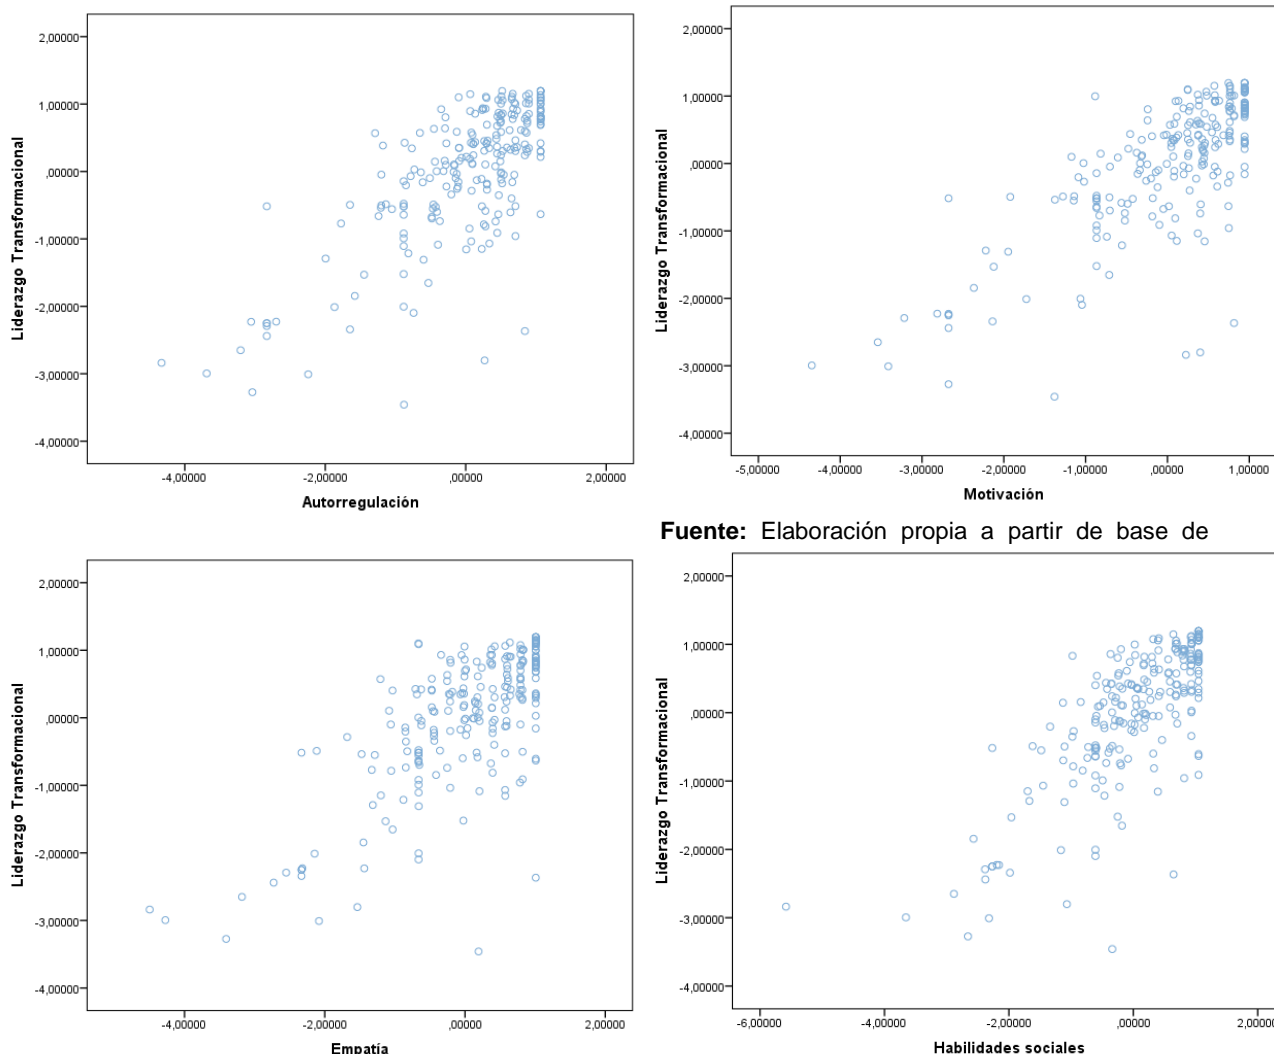 2,00000
1,00000
,00000
-1,00000
-2,00000
-3,00000
-4,00000
Liderazgo Transformacional
-4,00000 -2,00000 ,00000 2,00000
Autorregulación
2,00000
1,00000
,00000
-1,00000
-2,00000
-3,00000
-4,00000
Liderazgo Transformacional
-5,00000 -4,00000 -3,00000 -2,00000 -1,00000 ,00000 1,00000
Motivación
Fuente: Elaboración propia a partir de base de
2,00000
1,00000
,00000
-1,00000
-2,00000
-3,00000
-4,00000
Liderazgo Transformacional
-4,00000 -2,00000 ,00000 2,00000
Empatía
2,00000
1,00000
,00000
-1,00000
-2,00000
-3,00000
-4,00000
Liderazgo Transformacional
-6,00000 -4,00000 -2,00000 ,00000 2,00000
Habilidades sociales